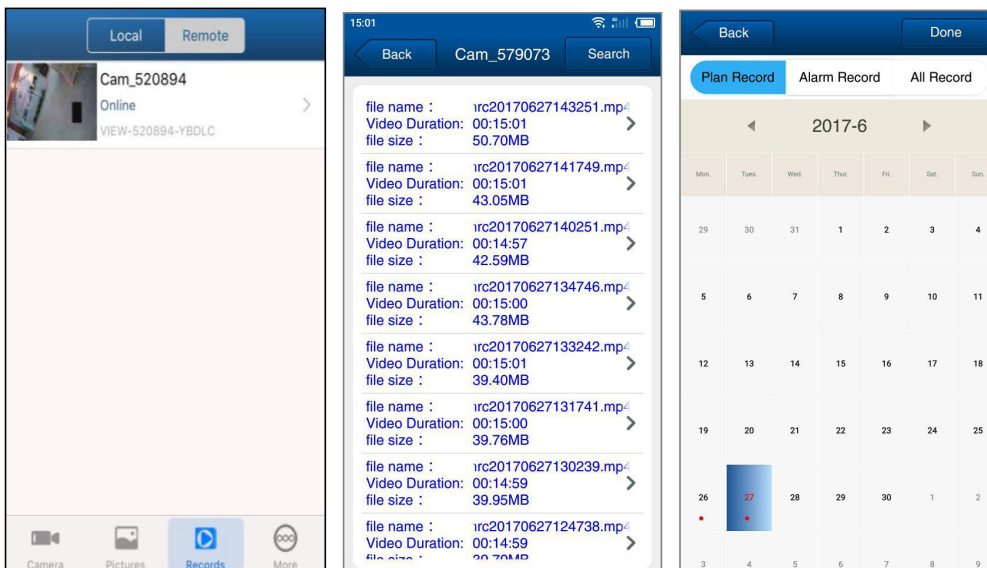 Local Remote
Cam_520894
Online
VIEW-520894-YBDLC
Camera Pictures Records More
15:01
Back Cam_579073 Search
file name： rc20170627143251.mp4
Video Duration: 00:15:01
file size： 50.70MB
file name： rc20170627141749.mp4
Video Duration: 00:15:01
file size： 43.05MB
file name： rc20170627140251.mp4
Video Duration: 00:14:57
file size： 42.59MB
file name： rc20170627134746.mp4
Video Duration: 00:15:00
file size： 43.78MB
file name： rc20170627133242.mp4
Video Duration: 00:15:01
file size： 39.40MB
file name： rc20170627131741.mp4
Video Duration: 00:15:00
file size： 39.76MB
file name： rc20170627130239.mp4
Video Duration: 00:14:59
file size： 39.95MB
file name： rc20170627124738.mp4
Video Duration: 00:14:59
file size： 39.79MB
Back Done
Plan Record Alarm Record All Record
2017-6
Mon. Tues. Wed. Thur. Fri. Sat. Sun.
29 30 31 1 2 3 4
5 6 7 8 9 10 11
12 13 14 15 16 17 18
19 20 21 22 23 24 25
26 27 28 29 30 1 2
3 4 5 6 7 8 9